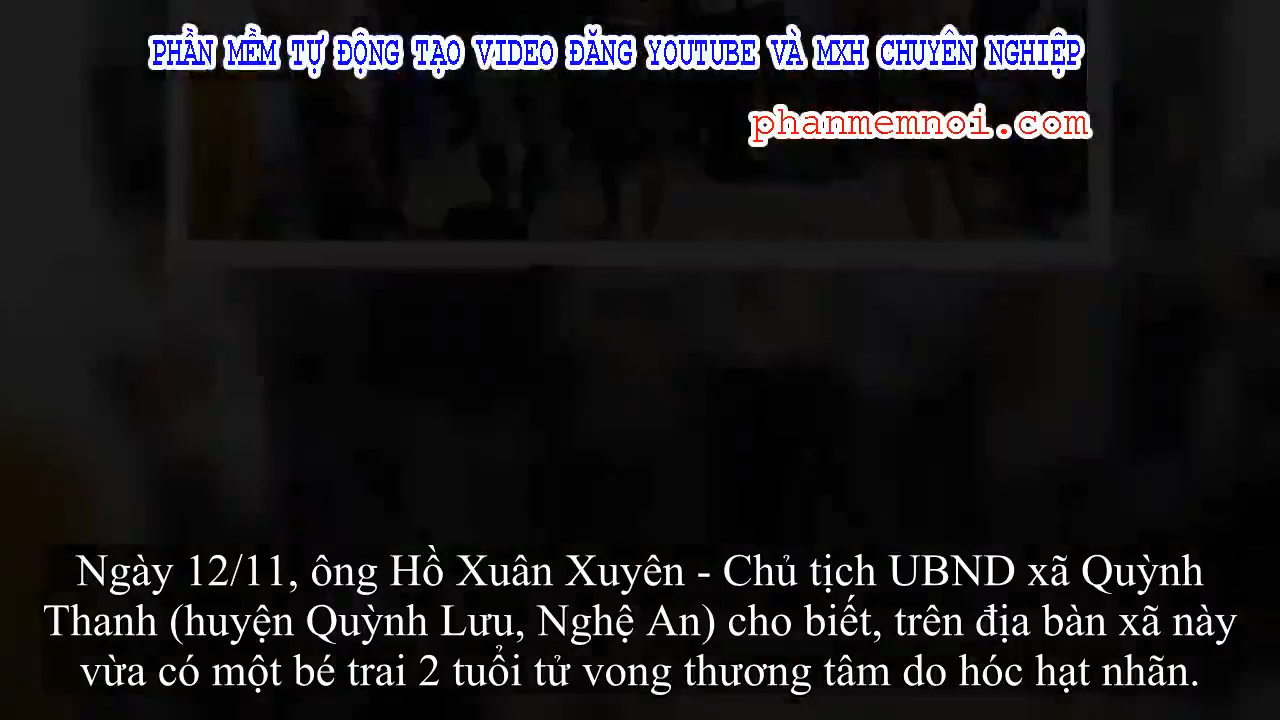 PHẦN MỀM TỰ ĐỘNG TẠO VIDEO ĐĂNG YOUTUBE VÀ MXH CHUYÊN NGHIỆP
phanmemnoi.com
Ngày 12/11, ông Hồ Xuân Xuyên - Chủ tịch UBND xã Quỳnh
Thanh (huyện Quỳnh Lưu, Nghệ An) cho biết, trên địa bàn xã này
vừa có một bé trai 2 tuổi tử vong thương tâm do hóc hạt nhãn.